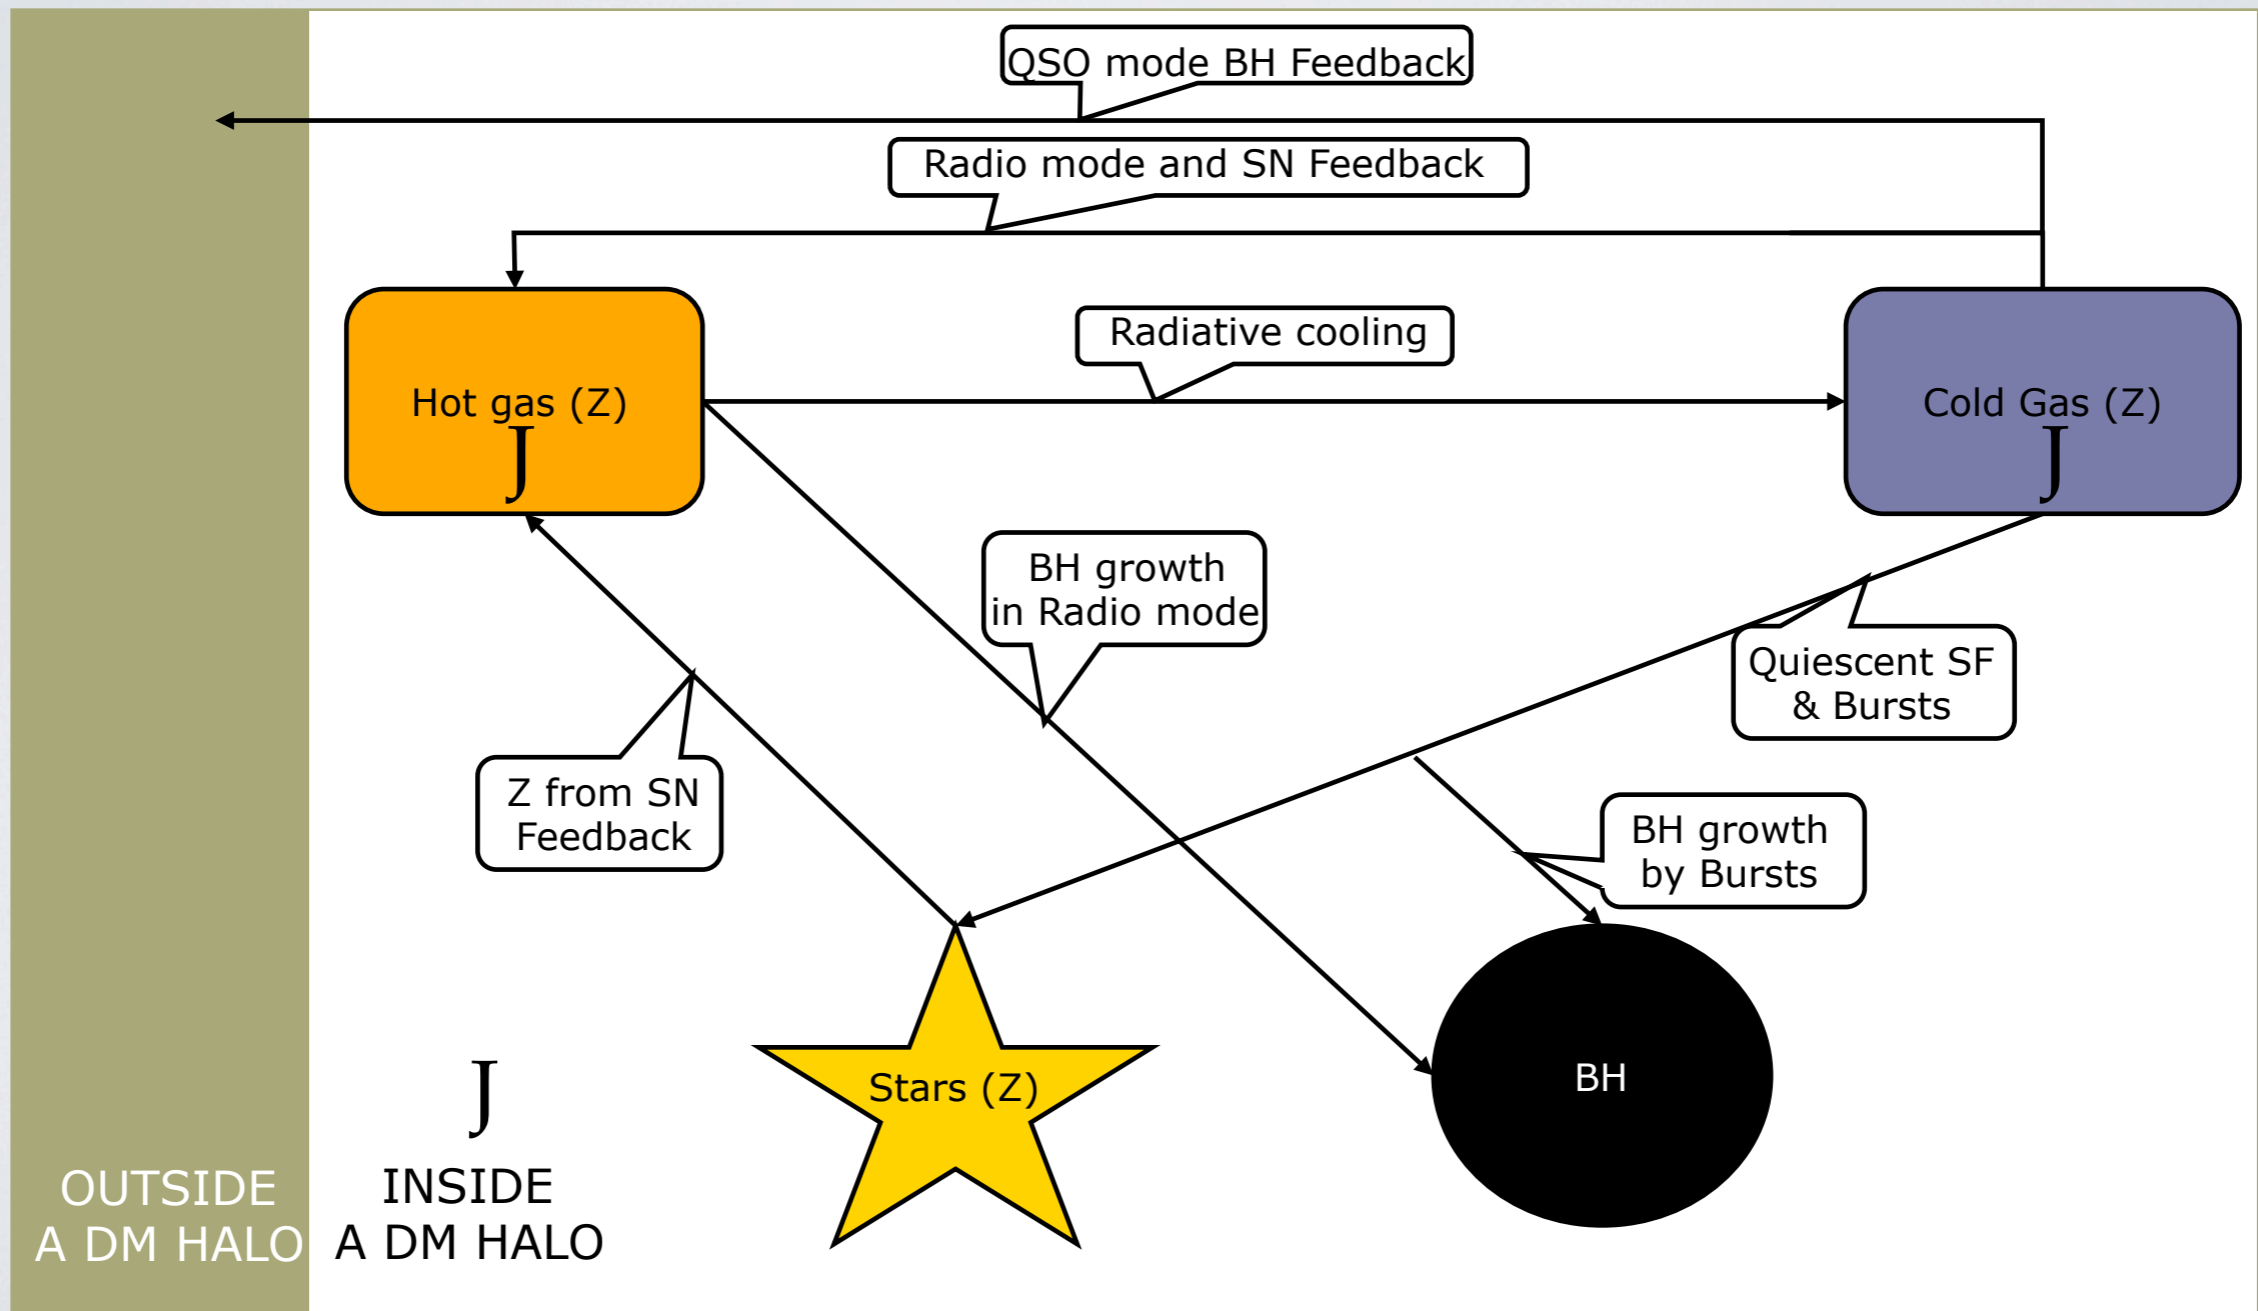 QSO mode BH Feedback
Radio mode and SN Feedback
Radiative cooling
Hot gas (Z)
J
Cold Gas (Z)
J
BH growth
in Radio mode
Quiescent SF
& Bursts
Z from SN
Feedback
BH growth
by Bursts
Stars (Z)
BH
J
OUTSIDE
A DM HALO
INSIDE
A DM HALO